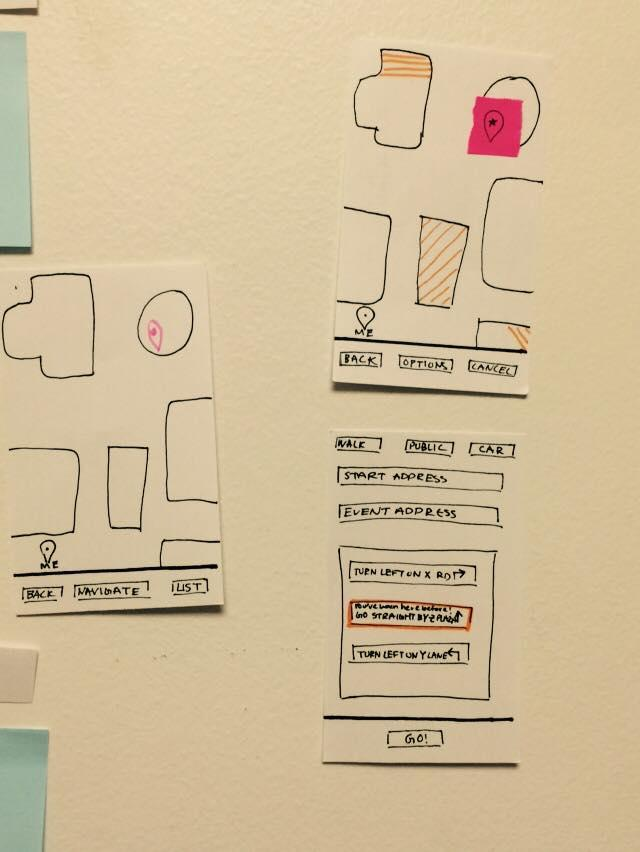 ME
BACK
NAVIGATE
LIST
ME
BACK
OPTIONS
CANCEL
WALK
PUBLIC
CAR
START ADDRESS
EVENT ADDRESS
TURN LEFT ON X RD
You've been here before!
GO STRAIGHT BY Z PLAZA
TURN LEFT ON Y LANE
GO!